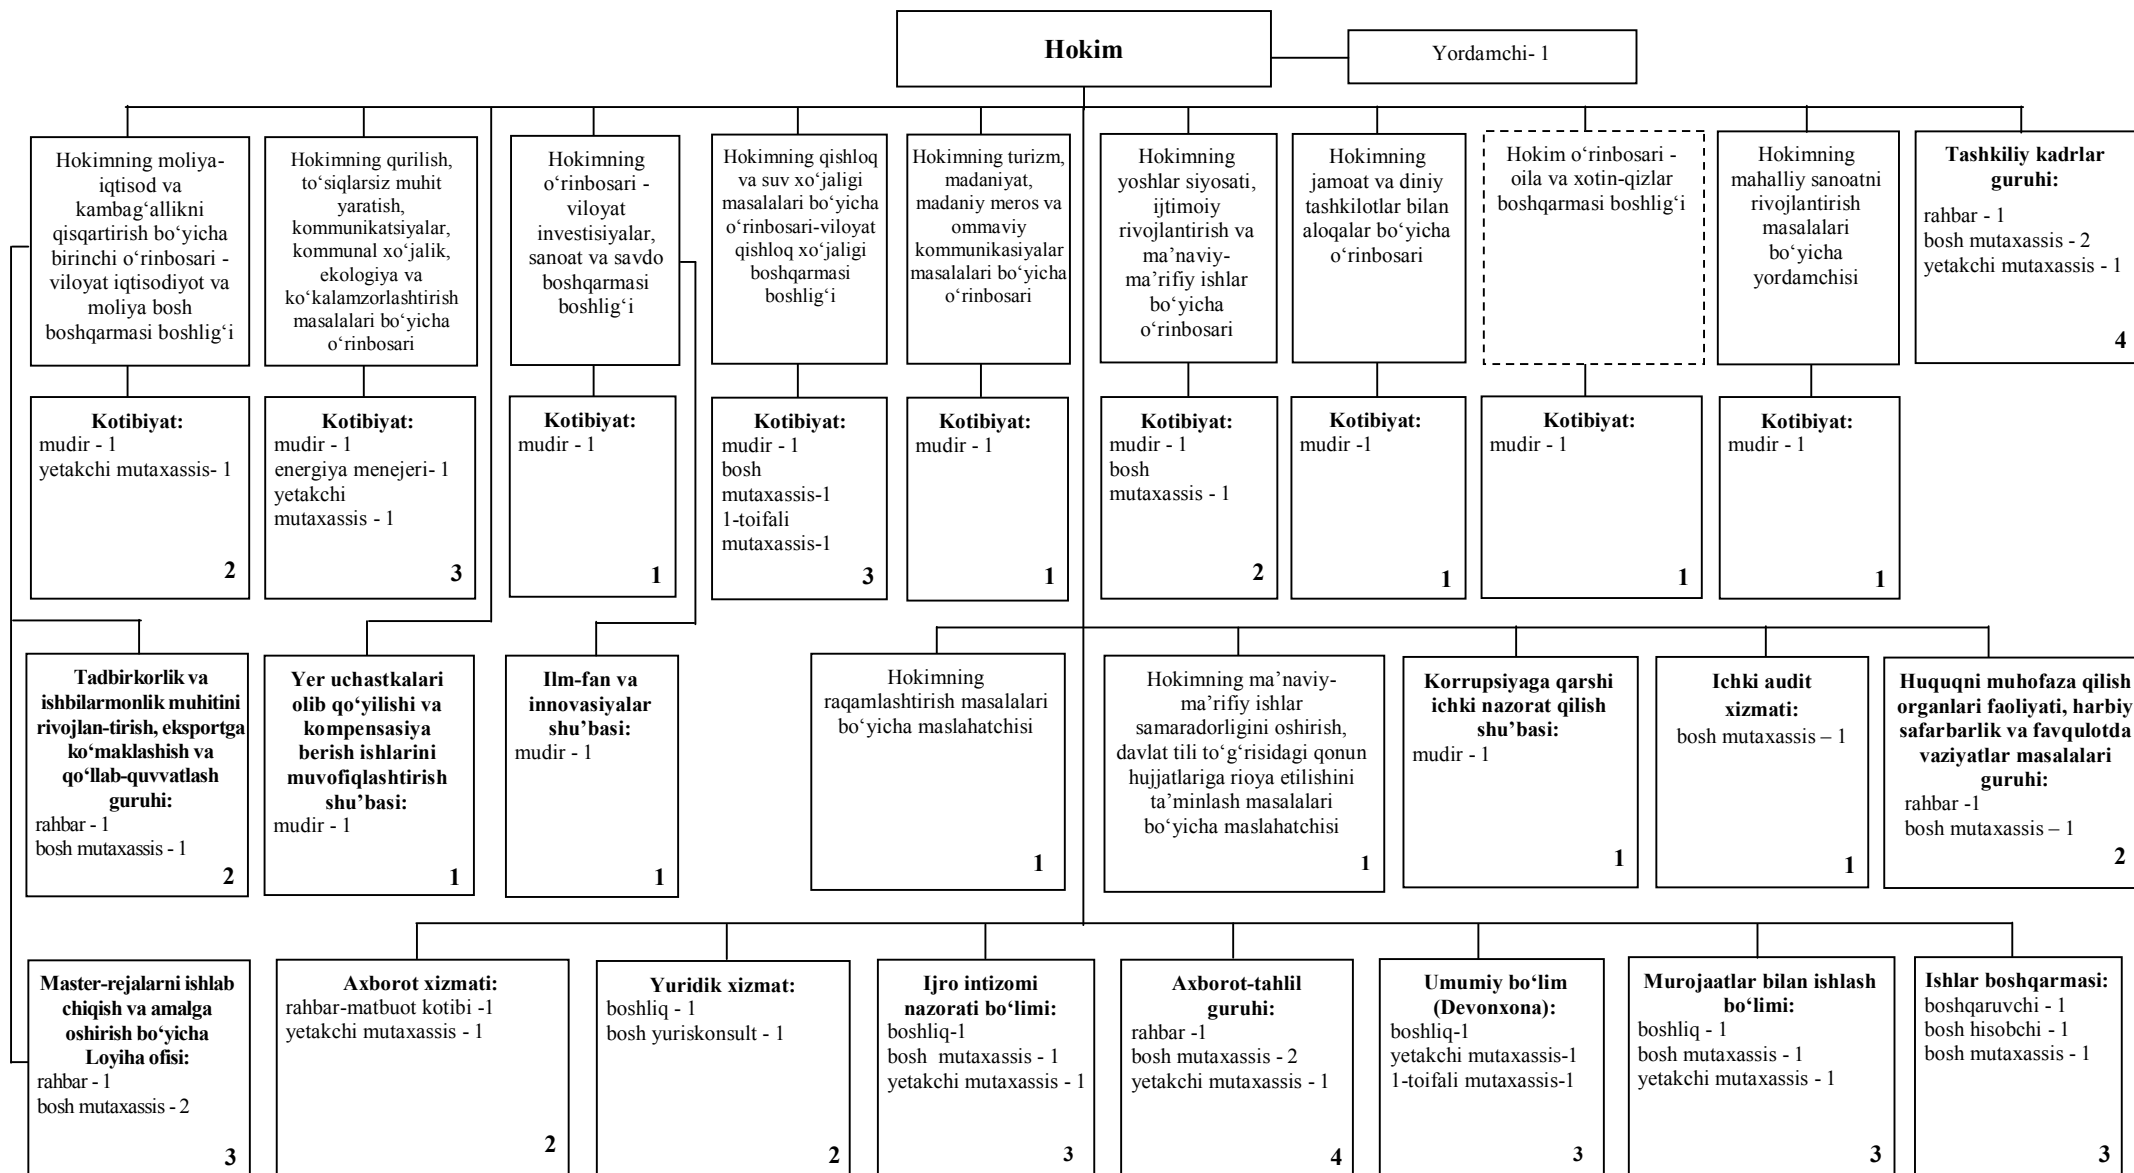 Hokim
Yordamchi- 1
Hokimning moliya-
iqtisod va
kambag‘allikni
qisqartirish bo‘yicha
birinchi o‘rinbosari -
viloyat iqtisodiyot va
moliya bosh
boshqarmasi boshlig‘i
Hokimning qurilish,
to‘siqlarsiz muhit
yaratish,
kommunikatsiyalar,
kommunal xo‘jalik,
ekologiya va
ko‘kalamzorlashtirish
masalalari bo‘yicha
o‘rinbosari
Hokimning
o‘rinbosari -
viloyat
investisiyalar,
sanoat va savdo
boshqarmasi
boshlig‘i
Hokimning qishloq
va suv xo‘jaligi
masalalari bo‘yicha
o‘rinbosari-viloyat
qishloq xo‘jaligi
boshqarmasi
boshlig‘i
Hokimning turizm,
madaniyat,
madaniy meros va
ommaviy
kommunikasiyalar
masalalari bo‘yicha
o‘rinbosari
Hokimning
yoshlar siyosati,
ijtimoiy
rivojlantirish va
ma’naviy-
ma’rifiy ishlar
bo‘yicha
o‘rinbosari
Hokimning
jamoat va diniy
tashkilotlar bilan
aloqalar bo‘yicha
o‘rinbosari
Hokim o‘rinbosari -
oila va xotin-qizlar
boshqarmasi boshlig‘i
Hokimning
mahalliy sanoatni
rivojlantirish
masalalari
bo‘yicha
yordamchisi
Tashkiliy kadrlar
guruhi:
rahbar - 1
bosh mutaxassis - 2
yetakchi mutaxassis - 1
4
Kotibiyat:
mudir - 1
yetakchi mutaxassis- 1
2
Kotibiyat:
mudir - 1
energiya menejeri- 1
yetakchi
mutaxassis - 1
3
Kotibiyat:
mudir - 1
1
Kotibiyat:
mudir - 1
bosh
mutaxassis-1
1-toifali
mutaxassis-1
3
Kotibiyat:
mudir - 1
1
Kotibiyat:
mudir - 1
bosh
mutaxassis - 1
2
Kotibiyat:
mudir -1
1
Kotibiyat:
mudir - 1
1
Kotibiyat:
mudir - 1
1
Tadbirkorlik va
ishbilarmonlik muhitini
rivojlan-tirish, eksportga
ko‘maklashish va
qo‘llab-quvvatlash
guruhi:
rahbar - 1
bosh mutaxassis - 1
2
Yer uchastkalari
olib qo‘yilishi va
kompensasiya
berish ishlarini
muvofiqlashtirish
shu’basi:
mudir - 1
1
Ilm-fan va
innovasiyalar
shu’basi:
mudir - 1
1
Hokimning
raqamlashtirish masalalari
bo‘yicha maslahatchisi
1
Hokimning ma’naviy-
ma’rifiy ishlar
samaradorligini oshirish,
davlat tili to‘g‘risidagi qonun
hujjatlariga rioya etilishini
ta’minlash masalalari
bo‘yicha maslahatchisi
1
Korrupsiyaga qarshi
ichki nazorat qilish
shu’basi:
mudir - 1
1
Ichki audit
xizmati:
bosh mutaxassis – 1
1
Huquqni muhofaza qilish
organlari faoliyati, harbiy
safarbarlik va favqulotda
vaziyatlar masalalari
guruhi:
rahbar -1
bosh mutaxassis – 1
2
Master-rejalarni ishlab
chiqish va amalga
oshirish bo‘yicha
Loyiha ofisi:
rahbar - 1
bosh mutaxassis - 2
3
Axborot xizmati:
rahbar-matbuot kotibi -1
yetakchi mutaxassis - 1
2
Yuridik xizmat:
boshliq - 1
bosh yuriskonsult - 1
2
Ijro intizomi
nazorati bo‘limi:
boshliq-1
bosh mutaxassis - 1
yetakchi mutaxassis - 1
3
Axborot-tahlil
guruhi:
rahbar -1
bosh mutaxassis - 2
yetakchi mutaxassis - 1
4
Umumiy bo‘lim
(Devonxona):
boshliq-1
yetakchi mutaxassis-1
1-toifali mutaxassis-1
3
Murojaatlar bilan ishlash
bo‘limi:
boshliq - 1
bosh mutaxassis - 1
yetakchi mutaxassis - 1
3
Ishlar boshqarmasi:
boshqaruvchi - 1
bosh hisobchi - 1
bosh mutaxassis - 1
3